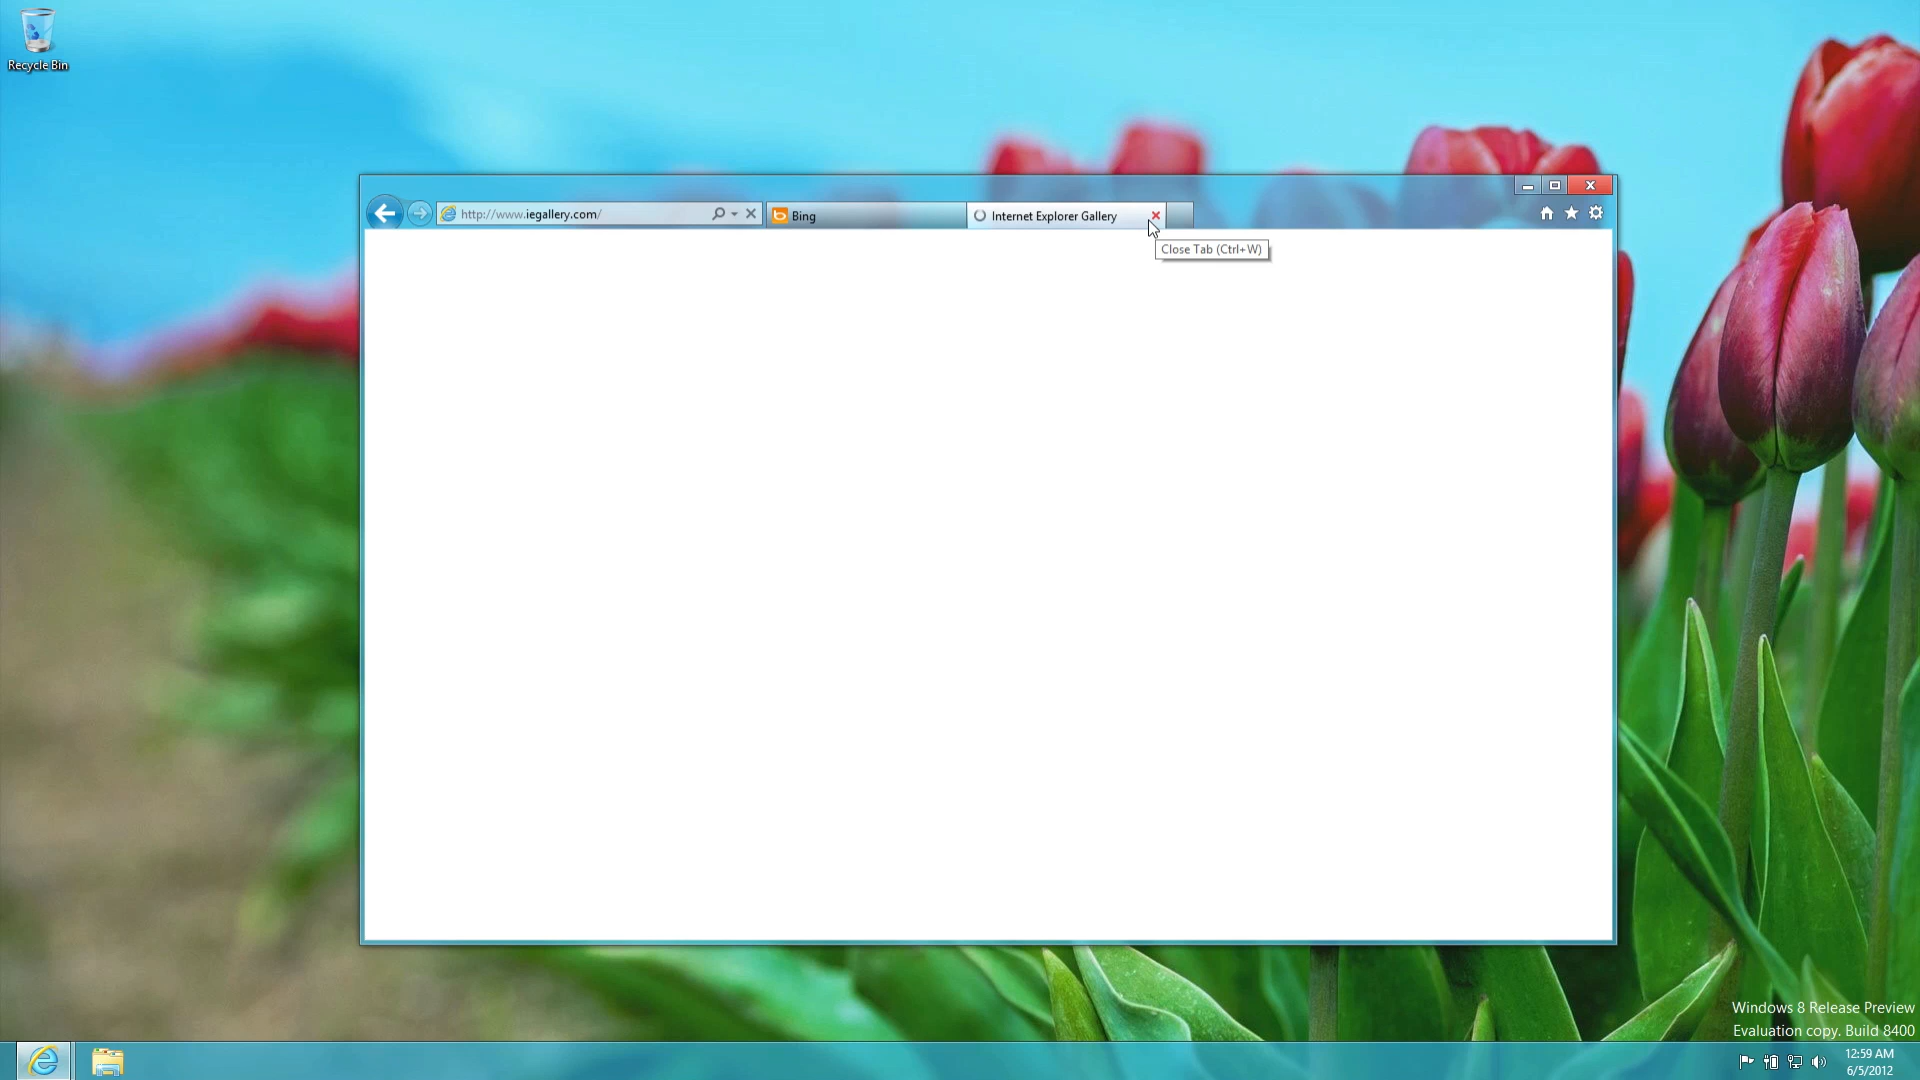 Recycle Bin
http://www.iegallery.com/
Bing
Internet Explorer Gallery
Close Tab (Ctrl+W)
Windows 8 Release Preview
Evaluation copy. Build 8400
12:59 AM
6/5/2012